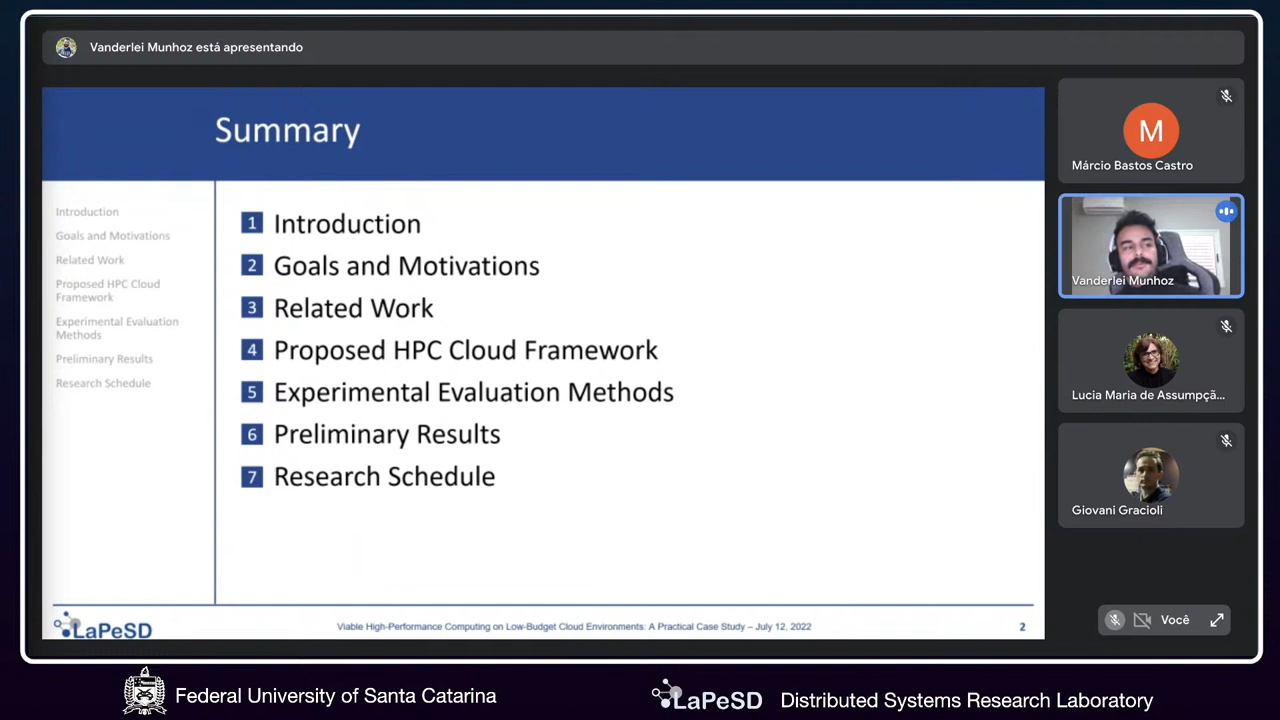 Vanderlei Munhoz está apresentando
Summary
Introduction
Goals and Motivations
Related Work
Proposed HPC Cloud
Framework
Experimental Evaluation
Methods
Preliminary Results
Research Schedule
1 Introduction
2 Goals and Motivations
3 Related Work
4 Proposed HPC Cloud Framework
5 Experimental Evaluation Methods
6 Preliminary Results
7 Research Schedule
LaPeSD
Viable High-Performance Computing on Low-Budget Cloud Environments: A Practical Case Study – July 12, 2022
2
M
Márcio Bastos Castro
Vanderlei Munhoz
Lucia Maria de Assumpçã...
Giovani Gracioli
Você
Federal University of Santa Catarina
LaPeSD
Distributed Systems Research Laboratory